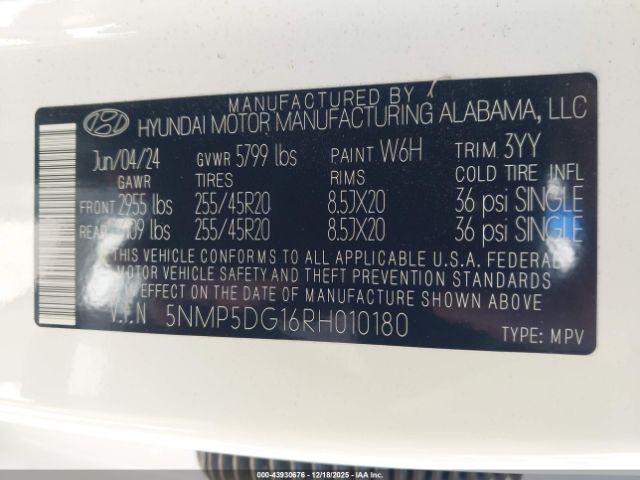 MANUFACTURED BY
HYUNDAI MOTOR MANUFACTURING ALABAMA, LLC
Jun/04/24 GVWR 5799 lbs PAINT W6H TRIM 3YY
GAWR TIRES RIMS COLD TIRE INFL
FRONT 2955 lbs 255/45R20 8.5JX20 36 psi SINGLE
REAR lbs 255/45R20 8.5JX20 36 psi SINGLE
THIS VEHICLE CONFORMS TO ALL APPLICABLE U.S.A. FEDERAL
MOTOR VEHICLE SAFETY AND THEFT PREVENTION STANDARDS
IN EFFECT ON THE DATE OF MANUFACTURE SHOWN ABOVE.
V.I.N 5NMP5DG16RH010180
TYPE: MPV
000-43930676 - 12/18/2025 - Copyright 2025 IAA Inc.